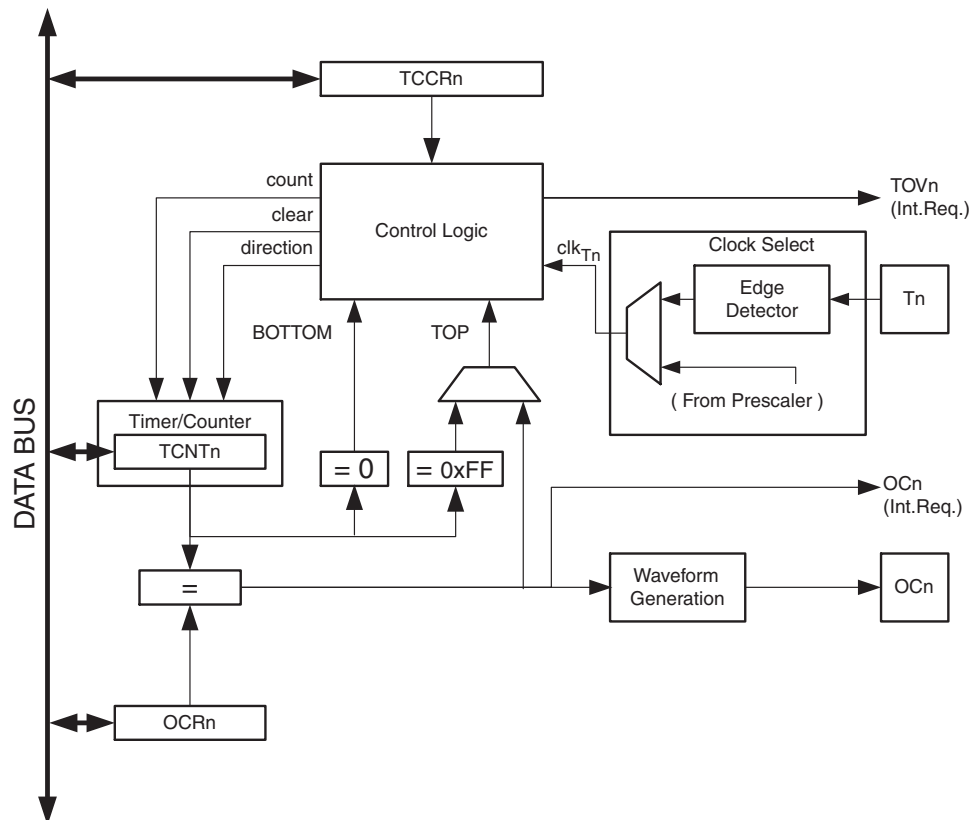 DATA BUS
TCCRn
count
clear
direction
Control Logic
TOVn
(Int.Req.)
clkTn
Clock Select
Edge
Detector
Tn
( From Prescaler )
BOTTOM
TOP
Timer/Counter
TCNTn
= 0
= 0xFF
OCn
(Int.Req.)
=
Waveform
Generation
OCn
OCRn